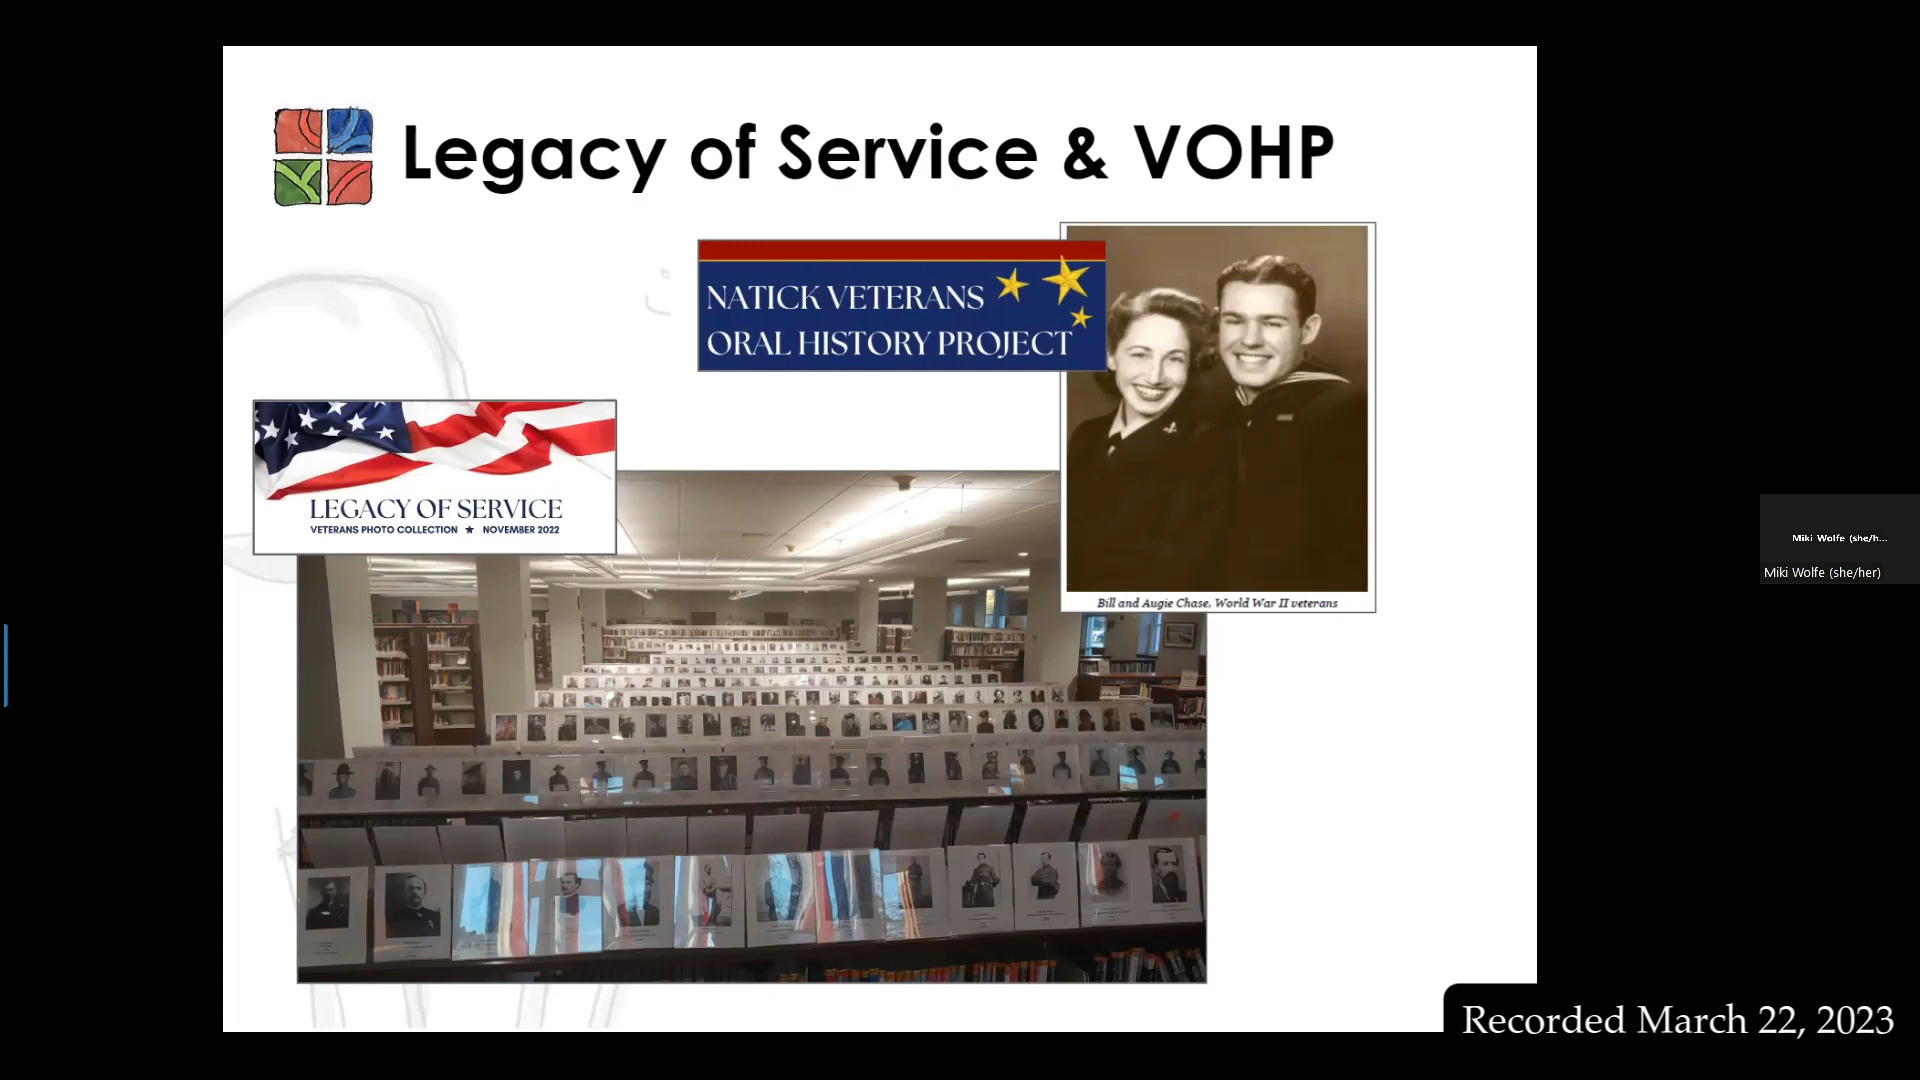 Legacy of Service & VOHP
NATICK VETERANS
ORAL HISTORY PROJECT
LEGACY OF SERVICE
VETERANS PHOTO COLLECTION ★ NOVEMBER 2022
Bill and Augie Chase, World War II veterans
Miki Wolfe (she/h...
Miki Wolfe (she/her)
Recorded March 22, 2023